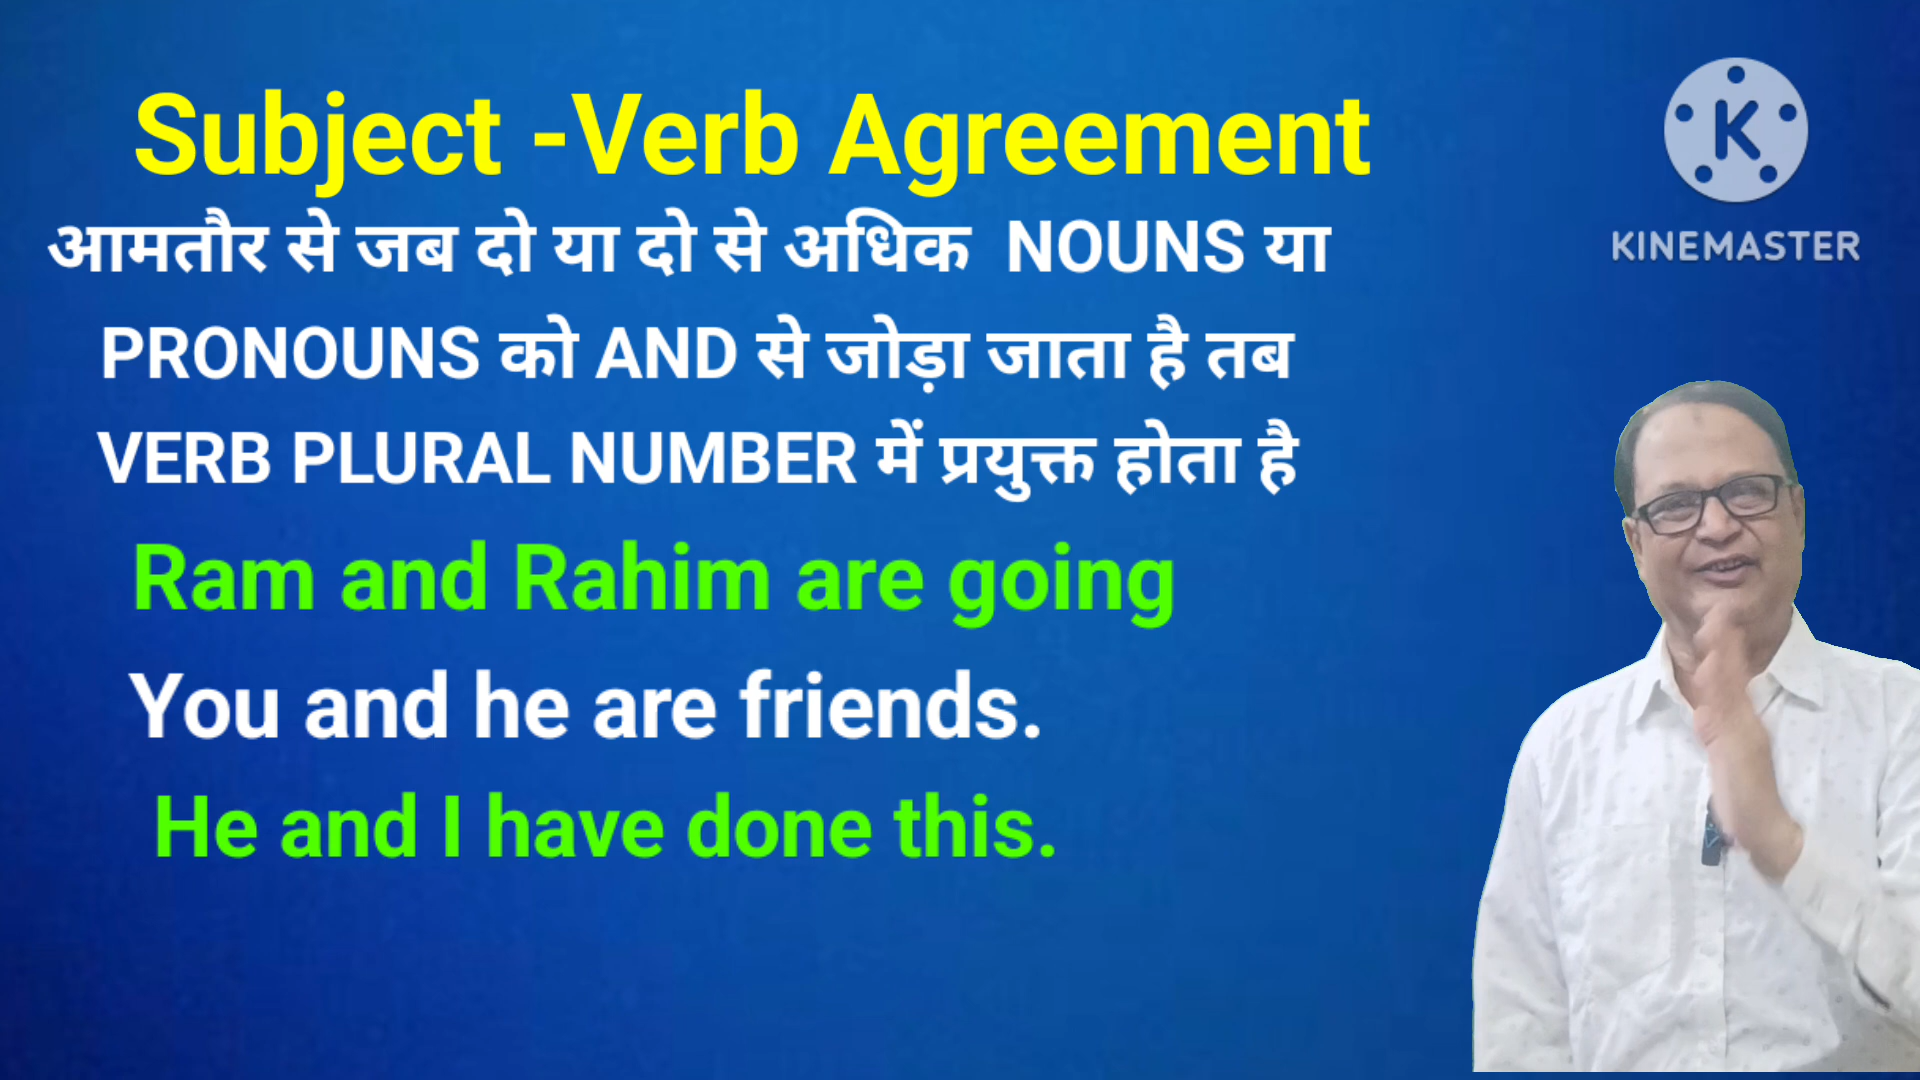 Subject -Verb Agreement
आमतौर से जब दो या दो से अधिक NOUNS या
PRONOUNS को AND से जोड़ा जाता है तब
VERB PLURAL NUMBER में प्रयुक्त होता है
Ram and Rahim are going
You and he are friends.
He and I have done this.
K
KINEMASTER